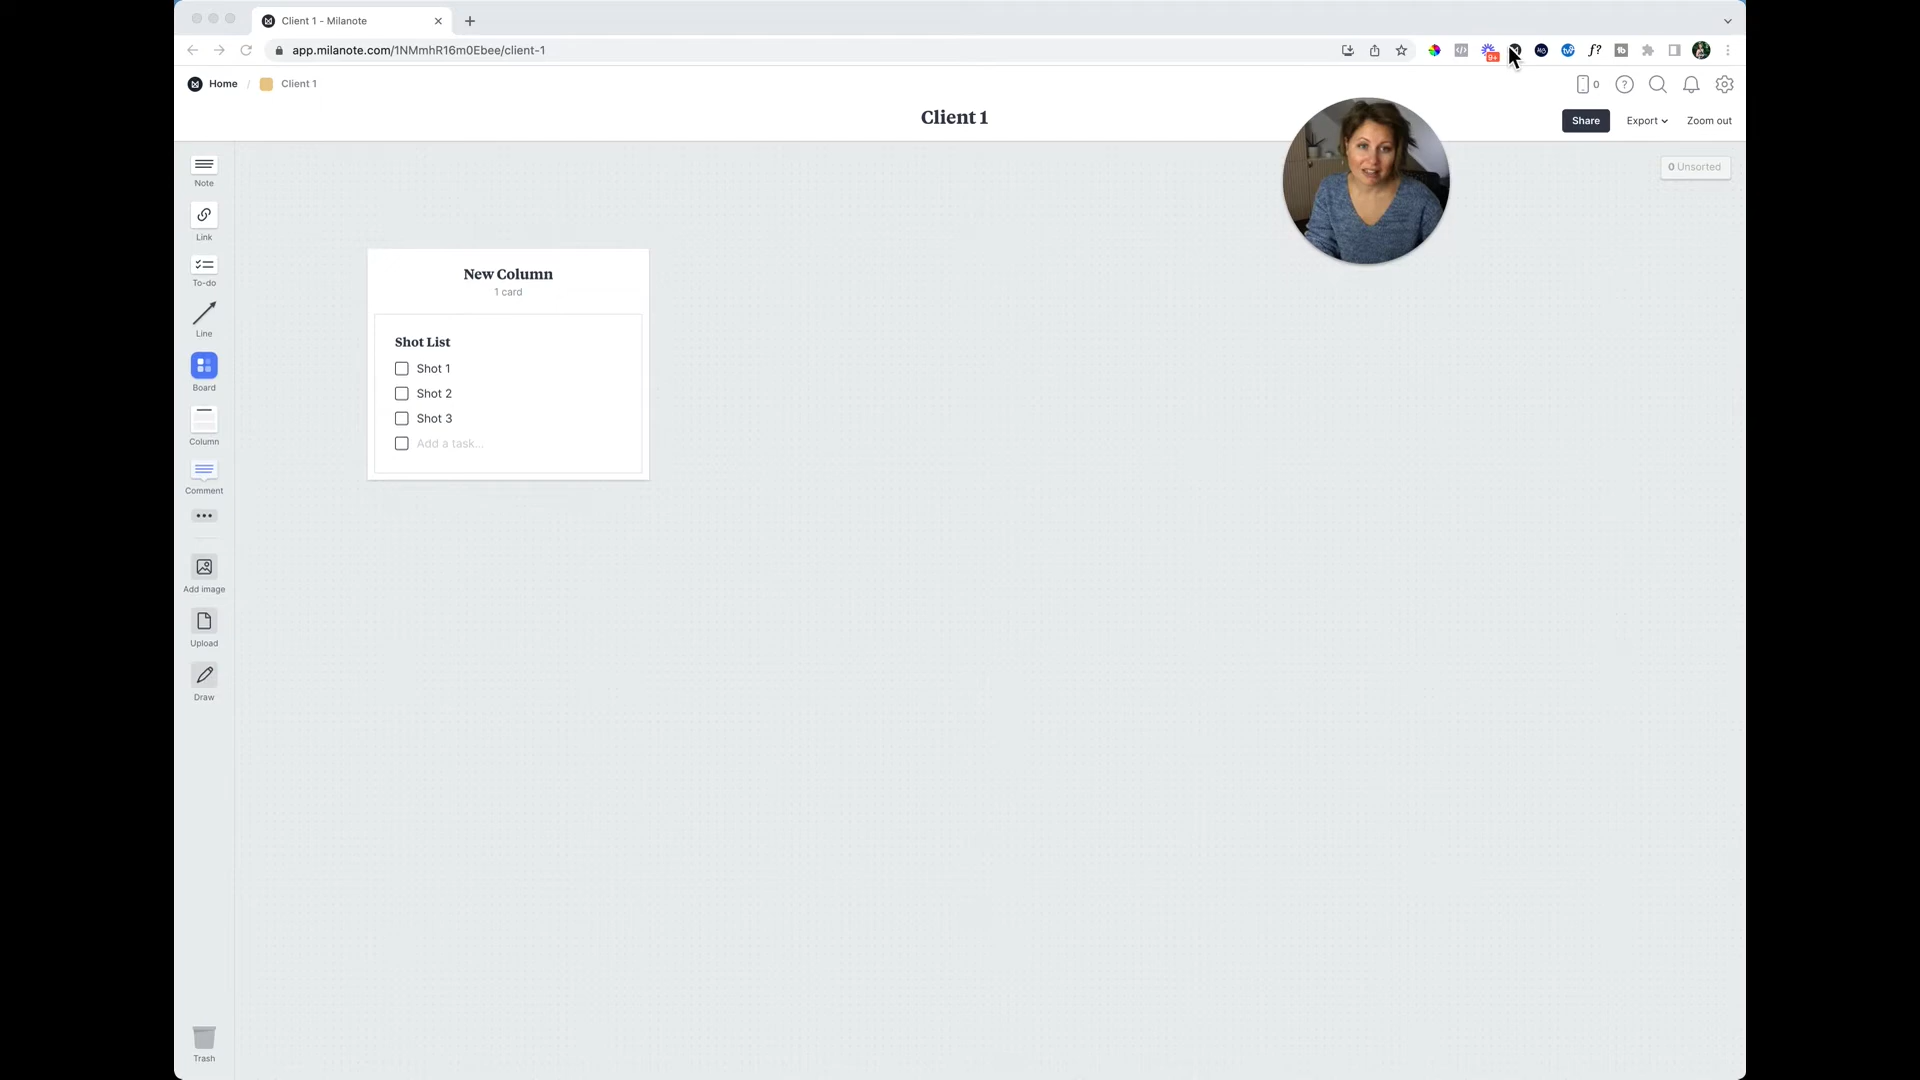 Client 1 - Milanote
app.milanote.com/1NMmhR16m0Ebee/client-1
9+
f?
Home / Client 1
0
Client 1
Share
Export
Zoom out
0 Unsorted
Note
Link
To-do
Line
Board
Column
Comment
Add image
Upload
Draw
Trash
New Column
1 card
Shot List
Shot 1
Shot 2
Shot 3
Add a task...